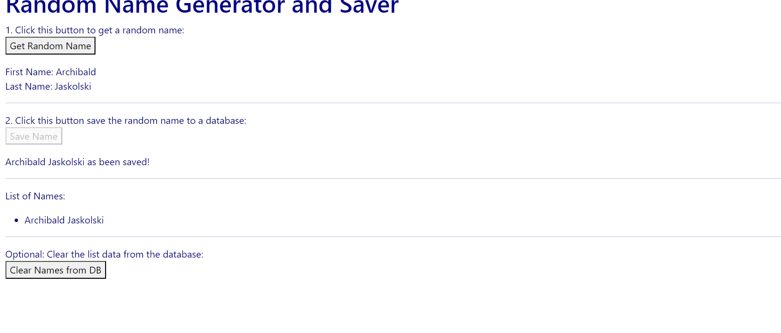 Random Name Generator and Saver
1. Click this button to get a random name:
Get Random Name
First Name: Archibald
Last Name: Jaskolski
2. Click this button save the random name to a database:
Save Name
Archibald Jaskolski as been saved!
List of Names:
• Archibald Jaskolski
Optional: Clear the list data from the database:
Clear Names from DB